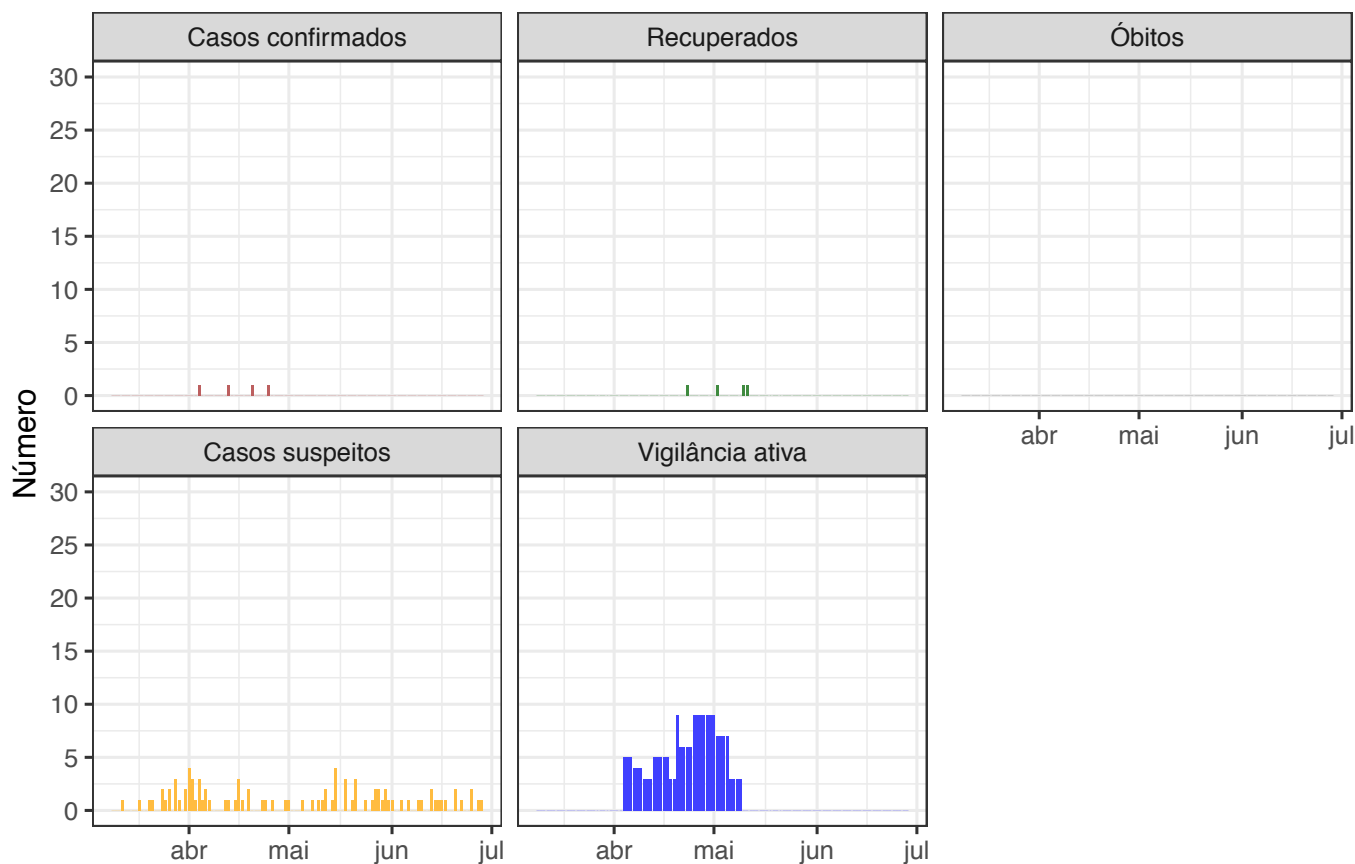 Casos confirmados
Recuperados
Óbitos
30
25
20
15
10
5
0
abr mai jun jul
Número
Casos suspeitos
Vigilância ativa
30
25
20
15
10
5
0
abr mai jun jul
abr mai jun jul